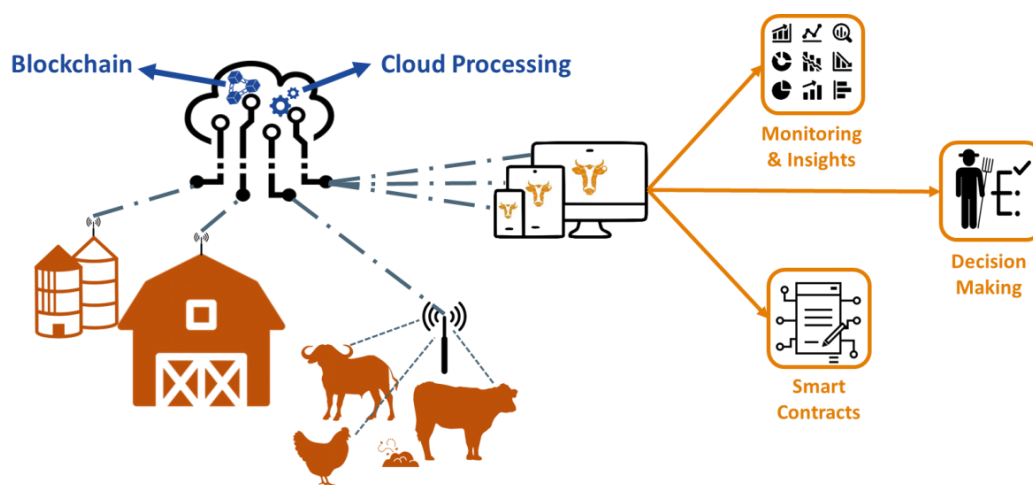 Blockchain
Cloud Processing
Monitoring
& Insights
Decision
Making
Smart
Contracts